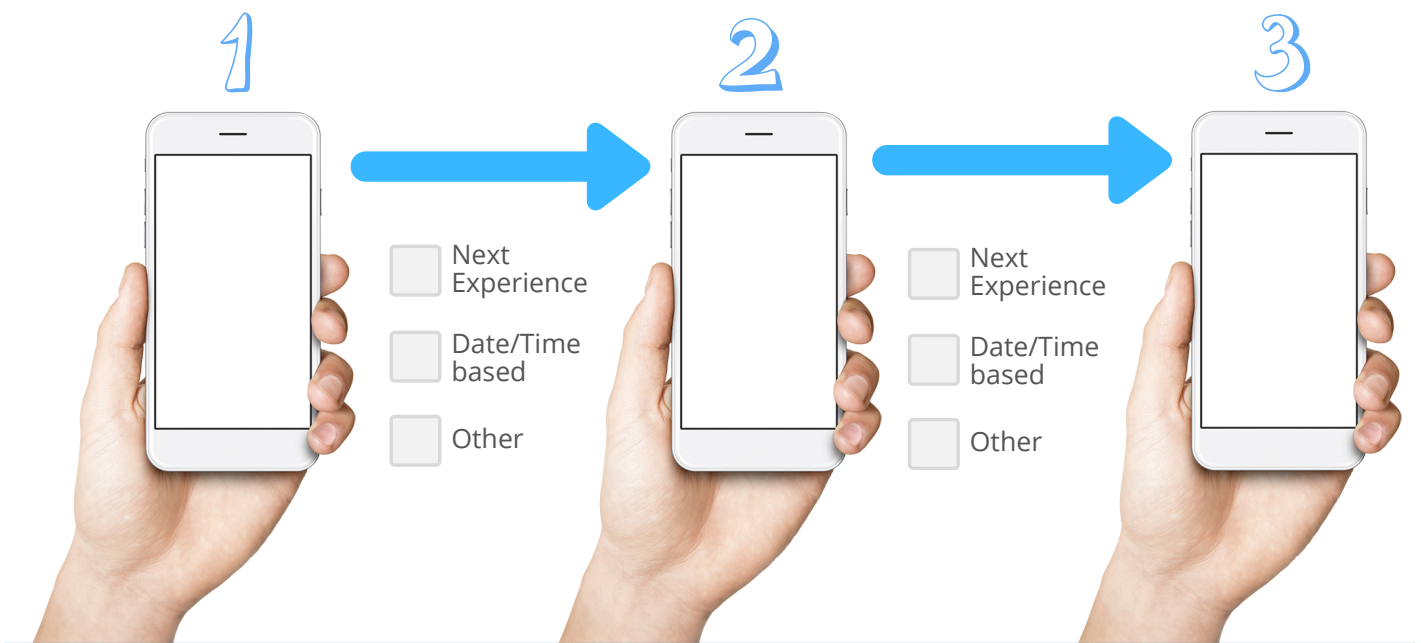 1
2
3
Next
Experience
Date/Time
based
Other
Next
Experience
Date/Time
based
Other